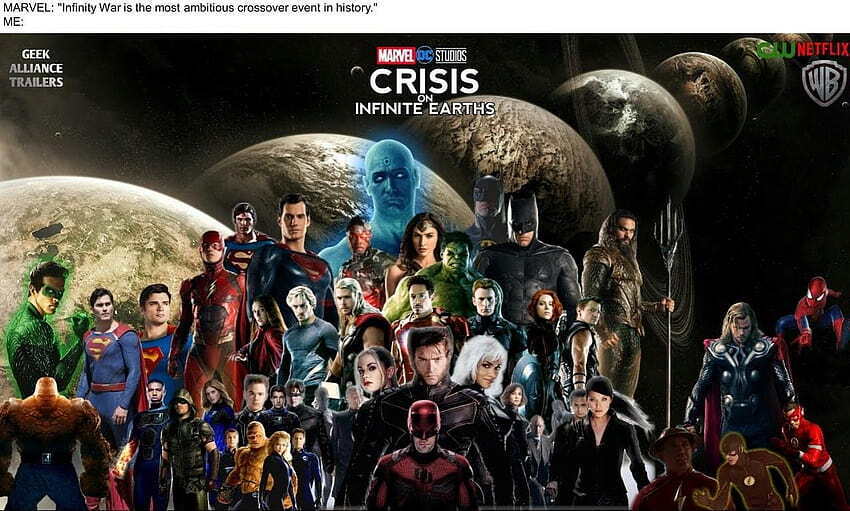 MARVEL: "Infinity War is the most ambitious crossover event in history."
ME:
GEEK
ALLIANCE
TRAILERS
MARVEL DC STUDIOS
CRISIS
ON
INFINITE EARTHS
CW NETFLIX
WB